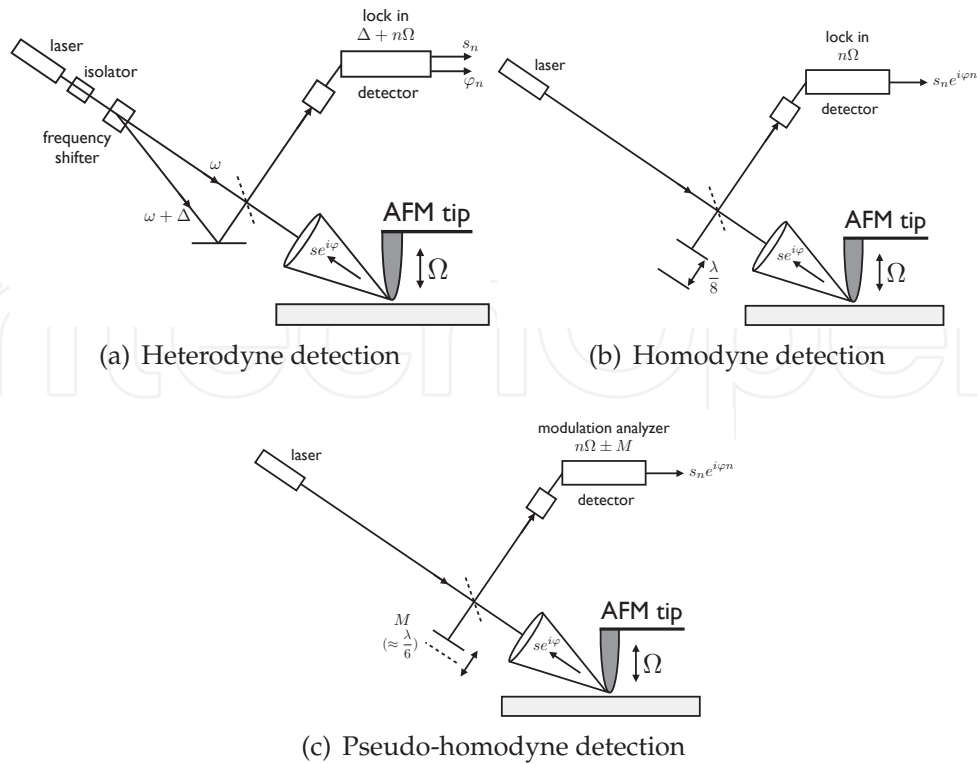 laser
isolator
frequency
shifter
ω
ω + Δ
lock in
Δ + nΩ
s_n
φ_n
detector
AFM tip
se^{iφ}
Ω
(a) Heterodyne detection
laser
lock in
nΩ
s_n e^{iφn}
detector
AFM tip
λ/8
se^{iφ}
Ω
(b) Homodyne detection
intechopen
laser
modulation analyzer
nΩ ± M
s_n e^{iφn}
detector
AFM tip
M
(≈ λ/6)
se^{iφ}
Ω
(c) Pseudo-homodyne detection